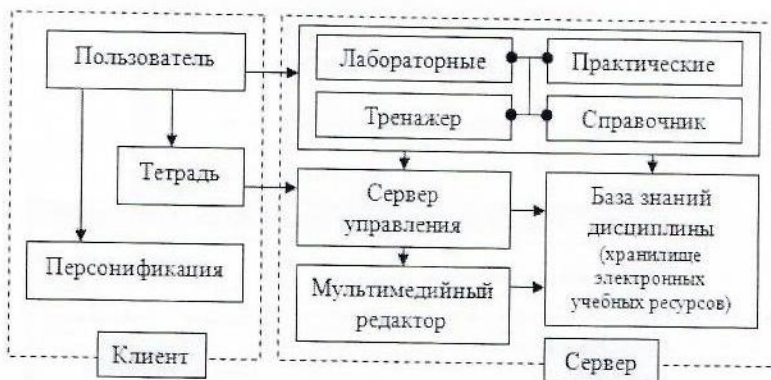 Пользователь
Лабораторные
Практические
Тренажер
Справочник
Тетрадь
Сервер
управления
База знаний
дисциплины
(хранилище
электронных
учебных ресурсов)
Персонификация
Мультимедийный
редактор
Клиент
Сервер